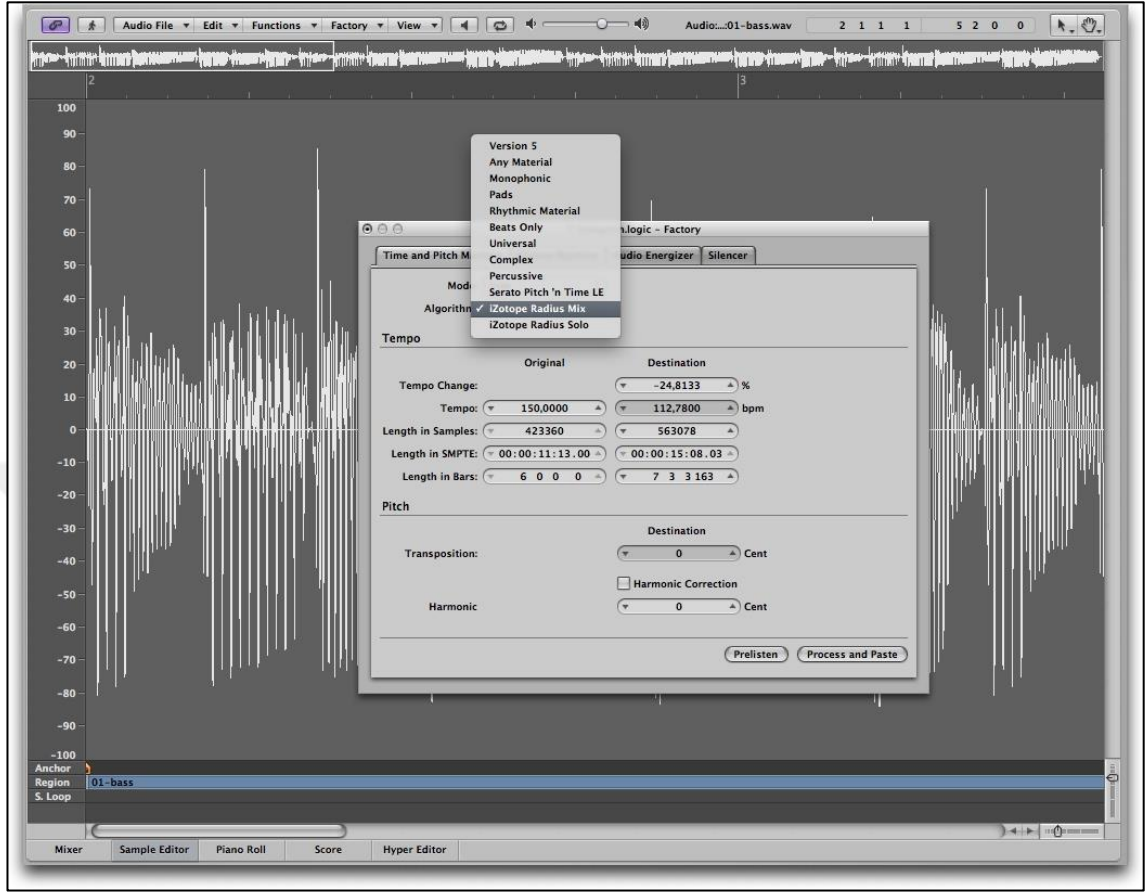 Audio File Edit Functions Factory View Audio:...:01-bass.wav 2 1 1 1 5 2 0 0
2 3
100
90
80
70
60
50
40
30
20
10
0
-10
-20
-30
-40
-50
-60
-70
-80
-90
-100
Version 5
Any Material
Monophonic
Pads
Rhythmic Material
Beats Only
Universal
Complex
Percussive
Serato Pitch 'n Time LE
✓ iZotope Radius Mix
iZotope Radius Solo
.logic - Factory
Time and Pitch Silencer
Energizer
Tempo
Original Destination
Tempo Change: -24,8133 %
Tempo: 150,0000 112,7800 bpm
Length in Samples: 423360 563078
Length in SMPTE: 00:00:11:13.00 00:00:15:08.03
Length in Bars: 6 0 0 0 7 3 3 163
Pitch
Destination
Transposition: 0 Cent
Harmonic Correction
Harmonic 0 Cent
Prelisten Process and Paste
Anchor
Region 01-bass
S. Loop
Mixer Sample Editor Piano Roll Score Hyper Editor